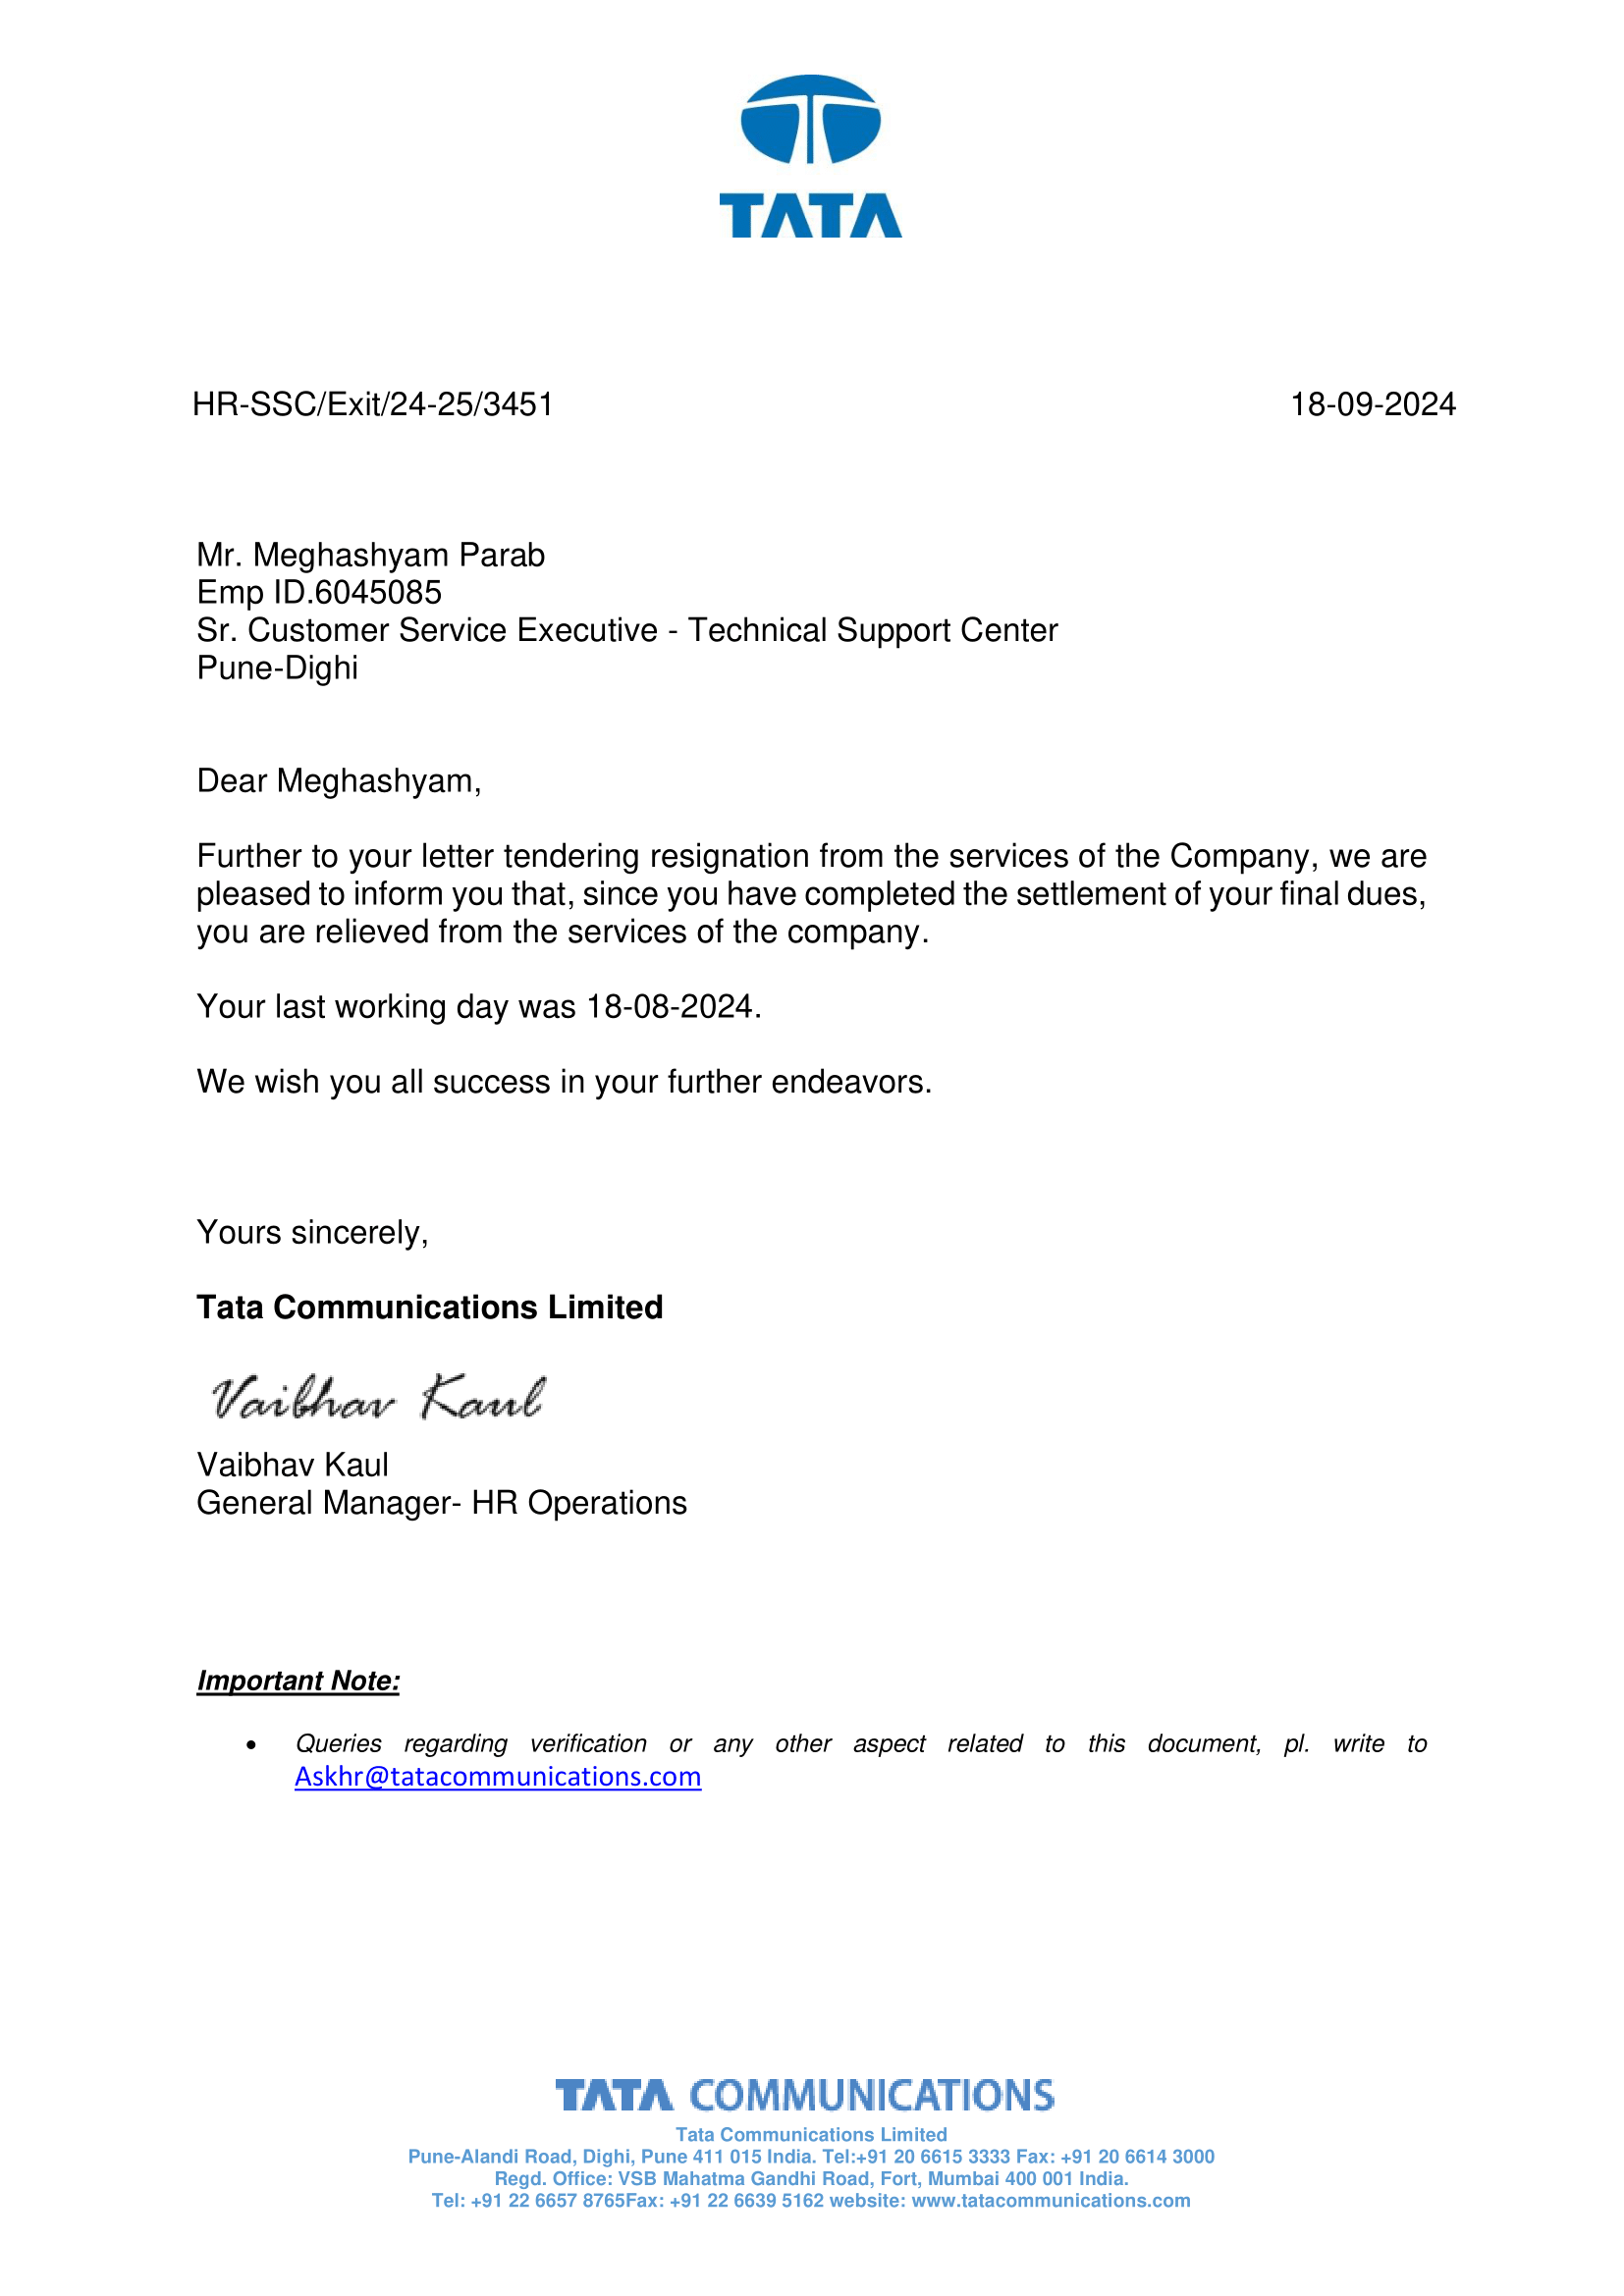 TATA
HR-SSC/Exit/24-25/3451 18-09-2024
Mr. Meghashyam Parab
Emp ID.6045085
Sr. Customer Service Executive - Technical Support Center
Pune-Dighi
Dear Meghashyam,
Further to your letter tendering resignation from the services of the Company, we are
pleased to inform you that, since you have completed the settlement of your final dues,
you are relieved from the services of the company.
Your last working day was 18-08-2024.
We wish you all success in your further endeavors.
Yours sincerely,
Tata Communications Limited
Vaibhav Kaul
Vaibhav Kaul
General Manager- HR Operations
Important Note:
• Queries regarding verification or any other aspect related to this document, pl. write to
Askhr@tatacommunications.com
TATA COMMUNICATIONS
Tata Communications Limited
Pune-Alandi Road, Dighi, Pune 411 015 India. Tel:+91 20 6615 3333 Fax: +91 20 6614 3000
Regd. Office: VSB Mahatma Gandhi Road, Fort, Mumbai 400 001 India.
Tel: +91 22 6657 8765Fax: +91 22 6639 5162 website: www.tatacommunications.com